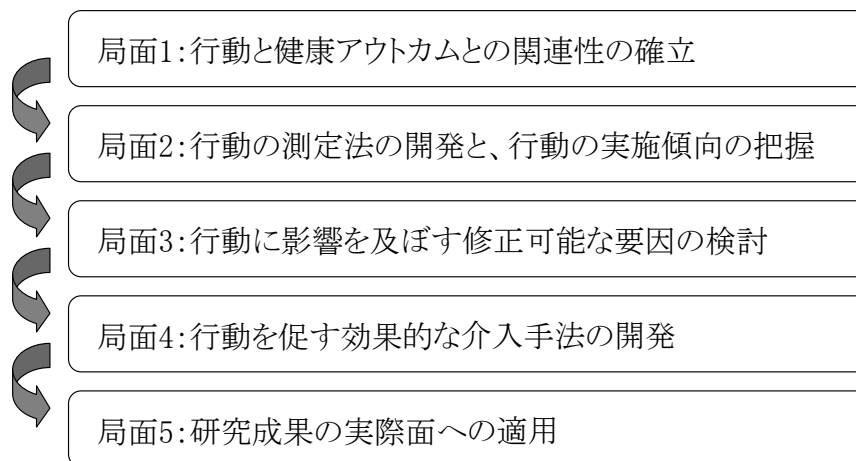 局面1:行動と健康アウトカムとの関連性の確立
局面2:行動の測定法の開発と、行動の実施傾向の把握
局面3:行動に影響を及ぼす修正可能な要因の検討
局面4:行動を促す効果的な介入手法の開発
局面5:研究成果の実際面への適用